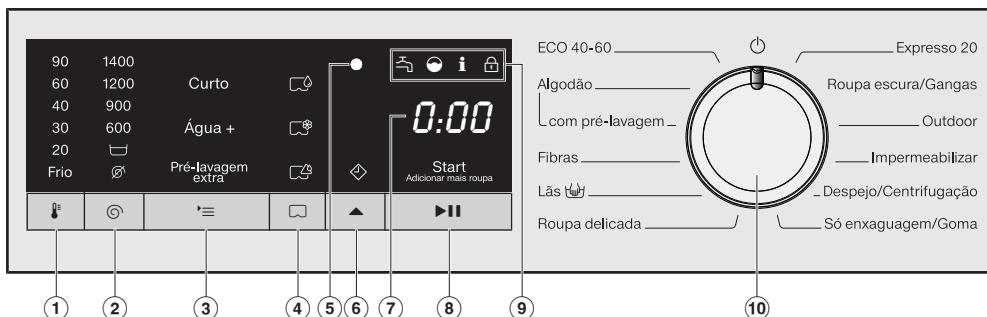 90 1400
60 1200 Curto
40 900
30 600 Água +
20
Frio
Pré-lavagem
extra
0:00
Start
Adicionar mais roupa
ECO 40-60
Algodão
com pré-lavagem
Fibras
Lãs
Roupa delicada
Expresso 20
Roupa escura/Gangas
Outdoor
Impermeabilizar
Despejo/Centrifugação
Só enxaguagem/Goma
1 2 3 4 5 6 7 8 9 10